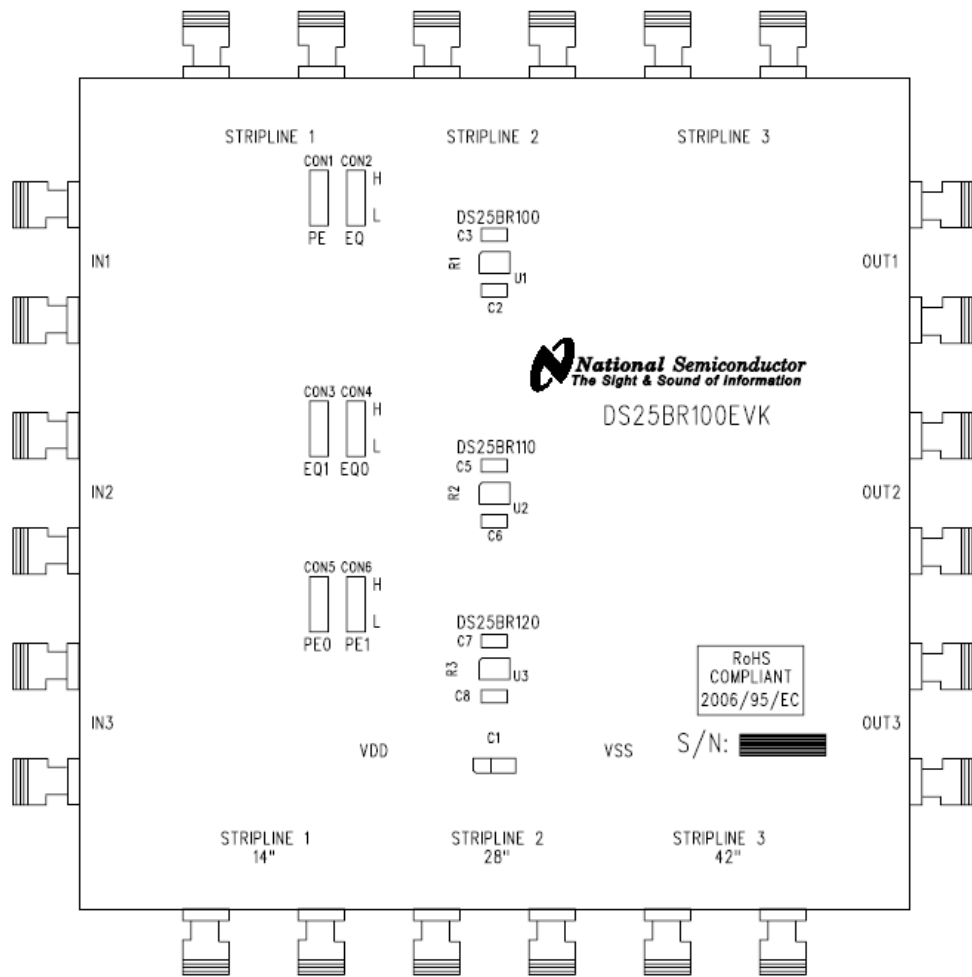 STRIPLINE 1
STRIPLINE 2
STRIPLINE 3
CON1 CON2
H
L
PE EQ
DS25BR100
C3
R1
U1
C2
IN1
OUT1
National Semiconductor
The Sight & Sound of Information
DS25BR100EVK
CON3 CON4
H
L
EQ1 EQ0
DS25BR110
C5
R2
U2
C6
IN2
OUT2
CON5 CON6
H
L
PE0 PE1
DS25BR120
C7
R3
U3
C8
RoHS
COMPLIANT
2006/95/EC
IN3
OUT3
VDD
C1
VSS
S/N:
STRIPLINE 1
14"
STRIPLINE 2
28"
STRIPLINE 3
42"